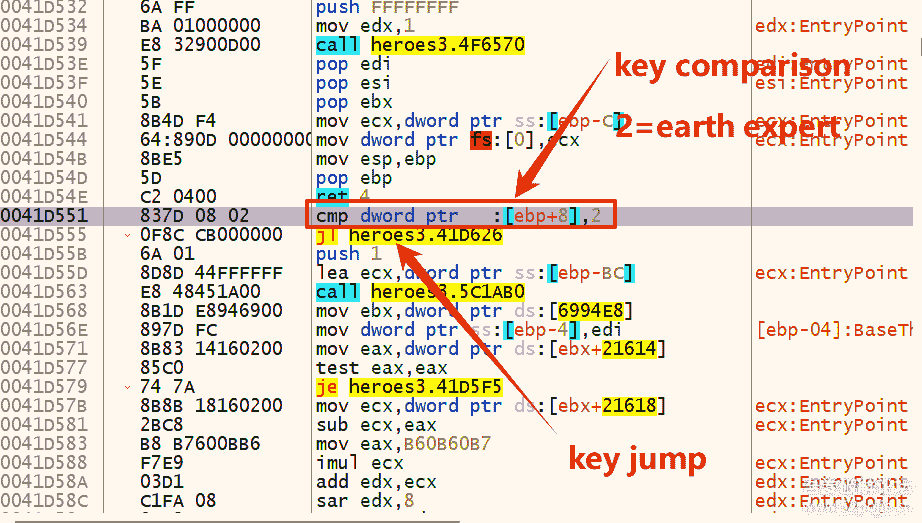 0041D532 6A FF push FFFFFFFF
0041D534 BA 01000000 mov edx,1 edx:EntryPoint
0041D539 E8 32900D00 call heroes3.4F6570
0041D53E 5F pop edi edi:EntryPoint
key comparison
0041D53F 5E pop esi esi:EntryPoint
0041D540 5B pop ebx
0041D541 8B4D F4 mov ecx,dword ptr ss:[ebp-C] ecx:EntryPoint
2=earth expert
0041D544 64:890D 00000000 mov dword ptr fs:[0],ecx ecx:EntryPoint
0041D54B 8BE5 mov esp,ebp
0041D54D 5D pop ebp
0041D54E C2 0400 ret 4
0041D551 837D 08 02 cmp dword ptr :[ebp+8],2
0041D555 0F8C CB000000 jl heroes3.41D626
0041D55B 6A 01 push 1
0041D55D 8D8D 44FFFFFF lea ecx,dword ptr ss:[ebp-BC] ecx:EntryPoint
0041D563 E8 48451A00 call heroes3.5C1AB0
0041D568 8B1D E8946900 mov ebx,dword ptr ds:[6994E8]
0041D56E 897D FC mov dword ptr ss:[ebp-4],edi [ebp-04]:BaseTh
0041D571 8B83 14160200 mov eax,dword ptr ds:[ebx+21614]
0041D577 85C0 test eax,eax
0041D579 74 7A je heroes3.41D5F5
0041D57B 8B8B 18160200 mov ecx,dword ptr ds:[ebx+21618] ecx:EntryPoint
0041D581 2BC8 sub ecx,eax ecx:EntryPoint
0041D583 B8 B7600BB6 mov eax,B60B60B7
key jump
0041D588 F7E9 imul ecx ecx:EntryPoint
0041D58A 03D1 add edx,ecx edx:EntryPoint
0041D58C C1FA 08 sar edx,8 edx:EntryPoint